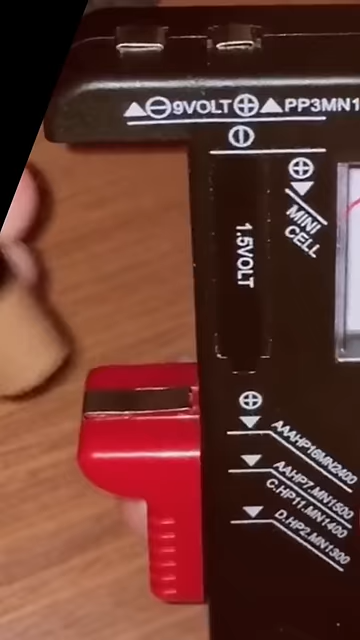 9VOLT PP3MN1
MINI
CELL
1.5VOLT
AAAHP16MN2400
AAHP7.MN1500
C.HP11.MN1400
D.HP2.MN1300